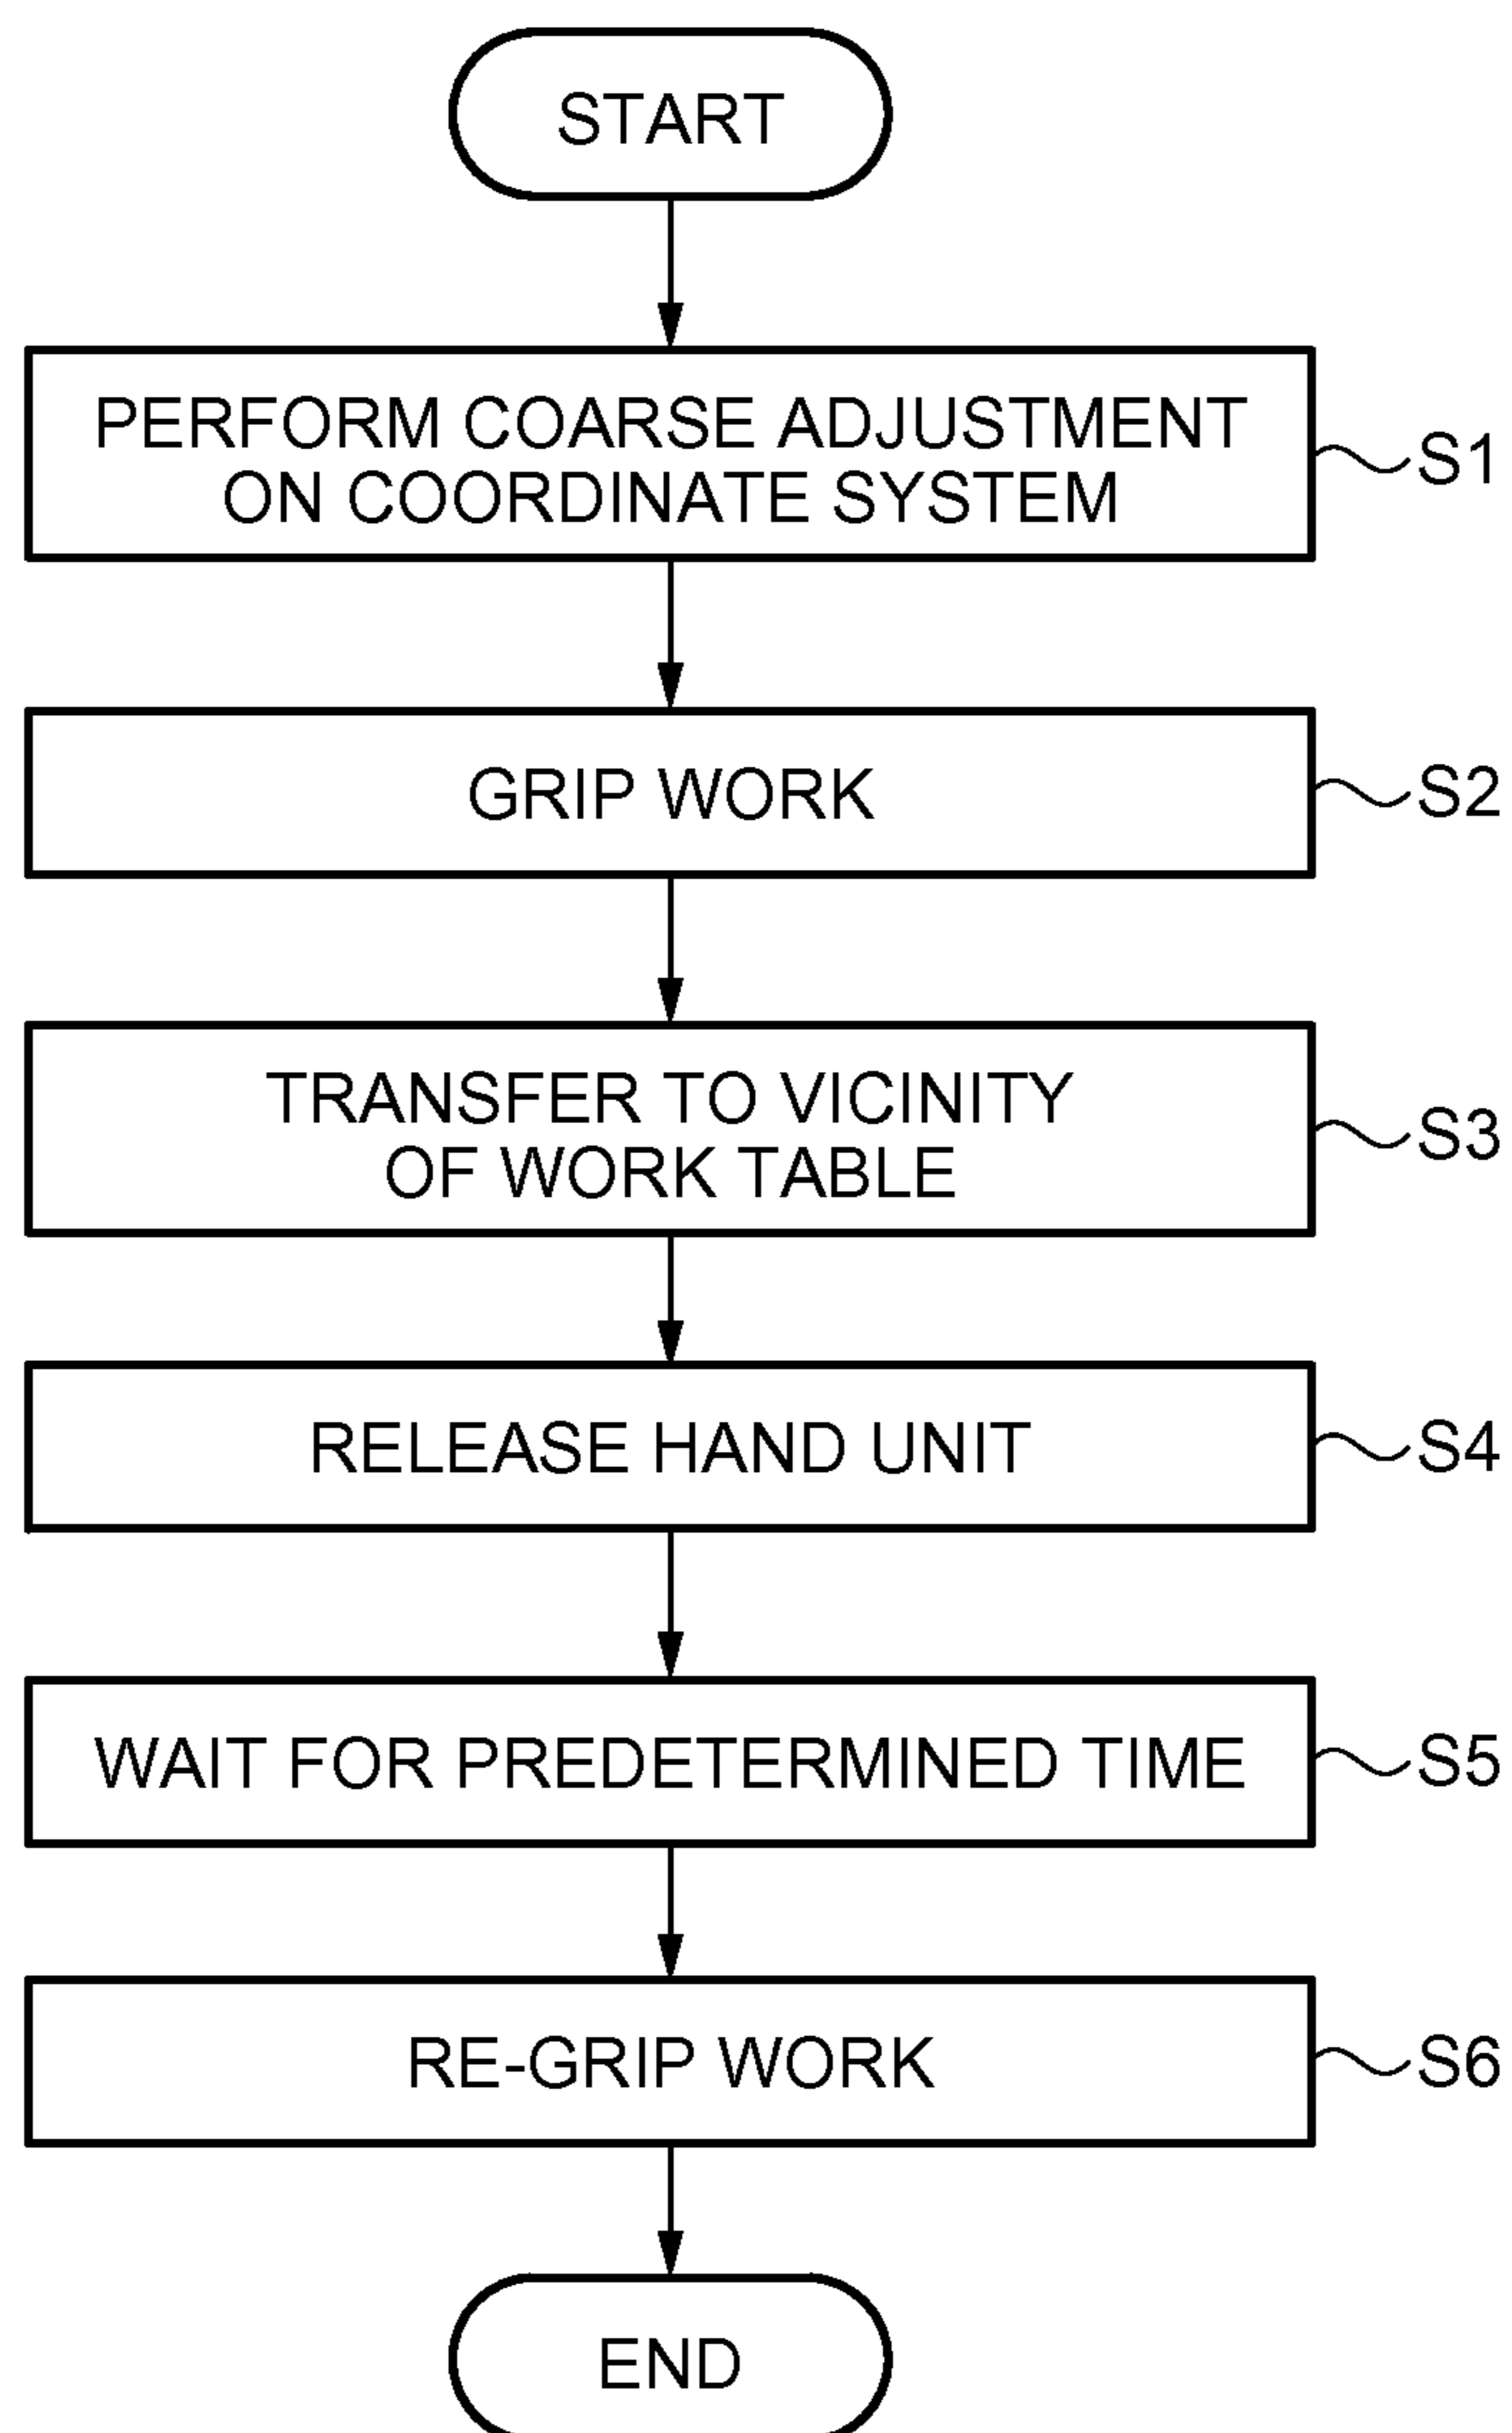 START
PERFORM COARSE ADJUSTMENT
ON COORDINATE SYSTEM
S1
GRIP WORK
S2
TRANSFER TO VICINITY
OF WORK TABLE
S3
RELEASE HAND UNIT
S4
WAIT FOR PREDETERMINED TIME
S5
RE-GRIP WORK
S6
END